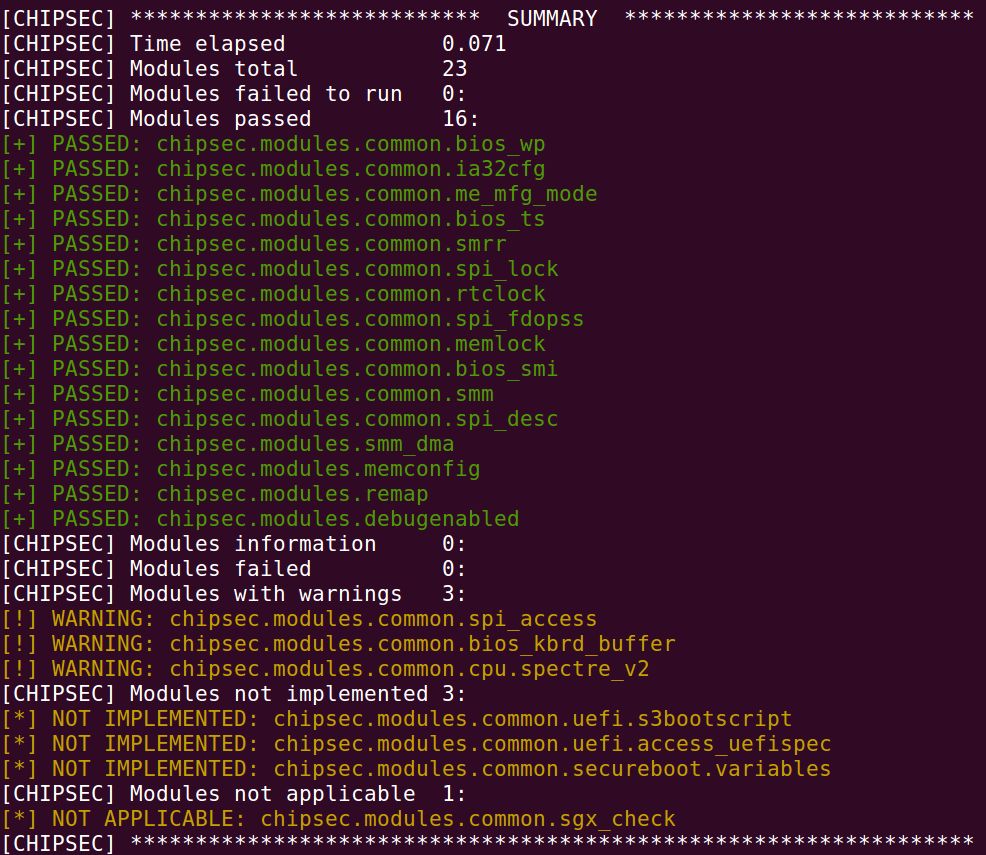 [CHIPSEC] ***************************  SUMMARY  ***************************
[CHIPSEC] Time elapsed            0.071
[CHIPSEC] Modules total           23
[CHIPSEC] Modules failed to run   0:
[CHIPSEC] Modules passed          16:
[+] PASSED: chipsec.modules.common.bios_wp
[+] PASSED: chipsec.modules.common.ia32cfg
[+] PASSED: chipsec.modules.common.me_mfg_mode
[+] PASSED: chipsec.modules.common.bios_ts
[+] PASSED: chipsec.modules.common.smrr
[+] PASSED: chipsec.modules.common.spi_lock
[+] PASSED: chipsec.modules.common.rtclock
[+] PASSED: chipsec.modules.common.spi_fdopss
[+] PASSED: chipsec.modules.common.memlock
[+] PASSED: chipsec.modules.common.bios_smi
[+] PASSED: chipsec.modules.common.smm
[+] PASSED: chipsec.modules.common.spi_desc
[+] PASSED: chipsec.modules.smm_dma
[+] PASSED: chipsec.modules.memconfig
[+] PASSED: chipsec.modules.remap
[+] PASSED: chipsec.modules.debugenabled
[CHIPSEC] Modules information     0:
[CHIPSEC] Modules failed          0:
[CHIPSEC] Modules with warnings   3:
[!] WARNING: chipsec.modules.common.spi_access
[!] WARNING: chipsec.modules.common.bios_kbrd_buffer
[!] WARNING: chipsec.modules.common.cpu.spectre_v2
[CHIPSEC] Modules not implemented 3:
[*] NOT IMPLEMENTED: chipsec.modules.common.uefi.s3bootscript
[*] NOT IMPLEMENTED: chipsec.modules.common.uefi.access_uefispec
[*] NOT IMPLEMENTED: chipsec.modules.common.secureboot.variables
[CHIPSEC] Modules not applicable  1:
[*] NOT APPLICABLE: chipsec.modules.common.sgx_check
[CHIPSEC] *****************************************************************